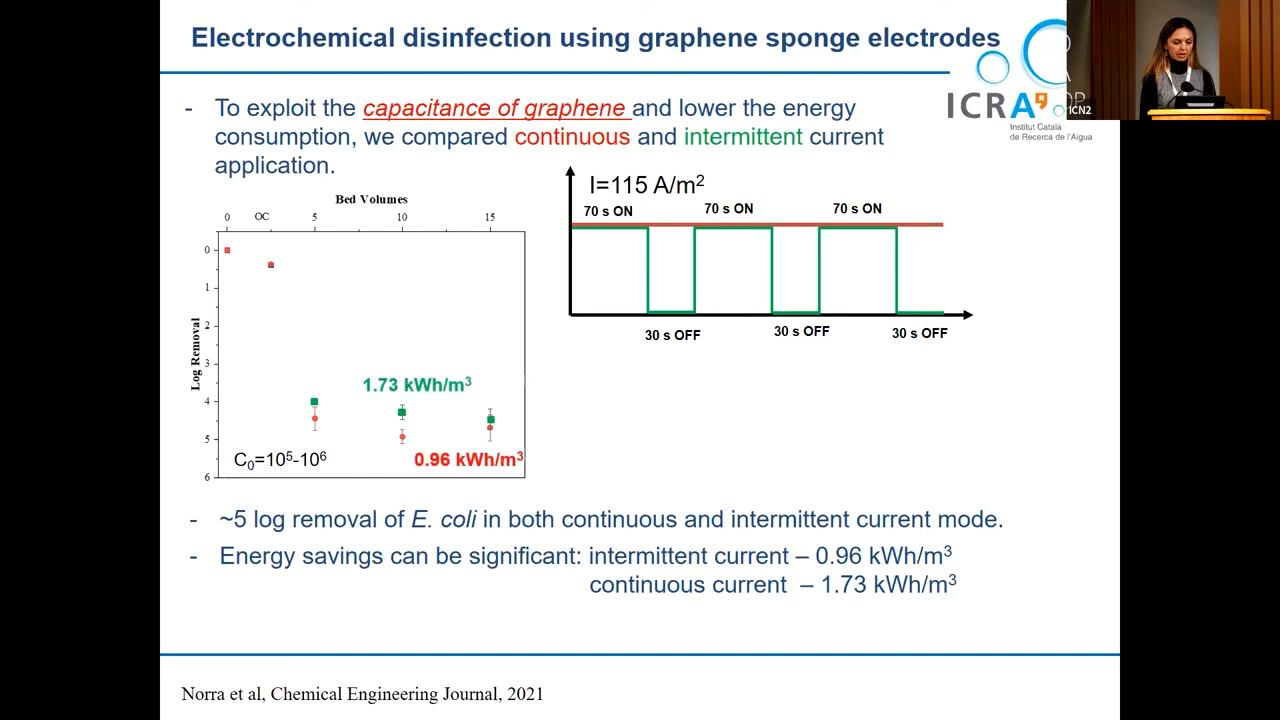 Electrochemical disinfection using graphene sponge electrodes
ICRA
Institut Català
de Recerca de l'Aigua
ICN2
- To exploit the capacitance of graphene and lower the energy
consumption, we compared continuous and intermittent current
application.
I=115 A/m²
70 s ON
70 s ON
70 s ON
30 s OFF
30 s OFF
30 s OFF
Bed Volumes
0 OC 5 10 15
Log Removal
0
1
2
3
4
5
6
1.73 kWh/m³
0.96 kWh/m³
C₀=10⁵-10⁶
- ~5 log removal of E. coli in both continuous and intermittent current mode.
- Energy savings can be significant: intermittent current – 0.96 kWh/m³
continuous current – 1.73 kWh/m³
Norra et al, Chemical Engineering Journal, 2021